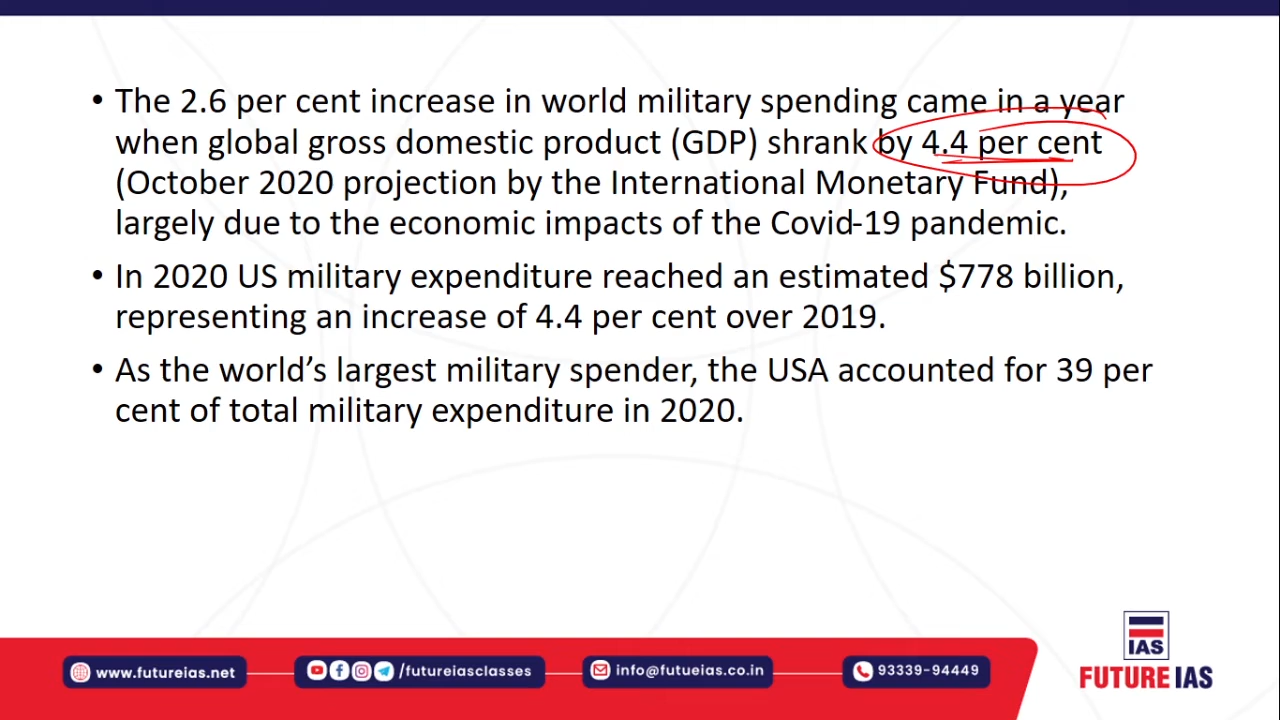 • The 2.6 per cent increase in world military spending came in a year
when global gross domestic product (GDP) shrank by 4.4 per cent
(October 2020 projection by the International Monetary Fund),
largely due to the economic impacts of the Covid-19 pandemic.
• In 2020 US military expenditure reached an estimated $778 billion,
representing an increase of 4.4 per cent over 2019.
• As the world’s largest military spender, the USA accounted for 39 per
cent of total military expenditure in 2020.
IAS
FUTURE IAS
www.futureias.net
/futureiasclasses
info@futueias.co.in
93339-94449